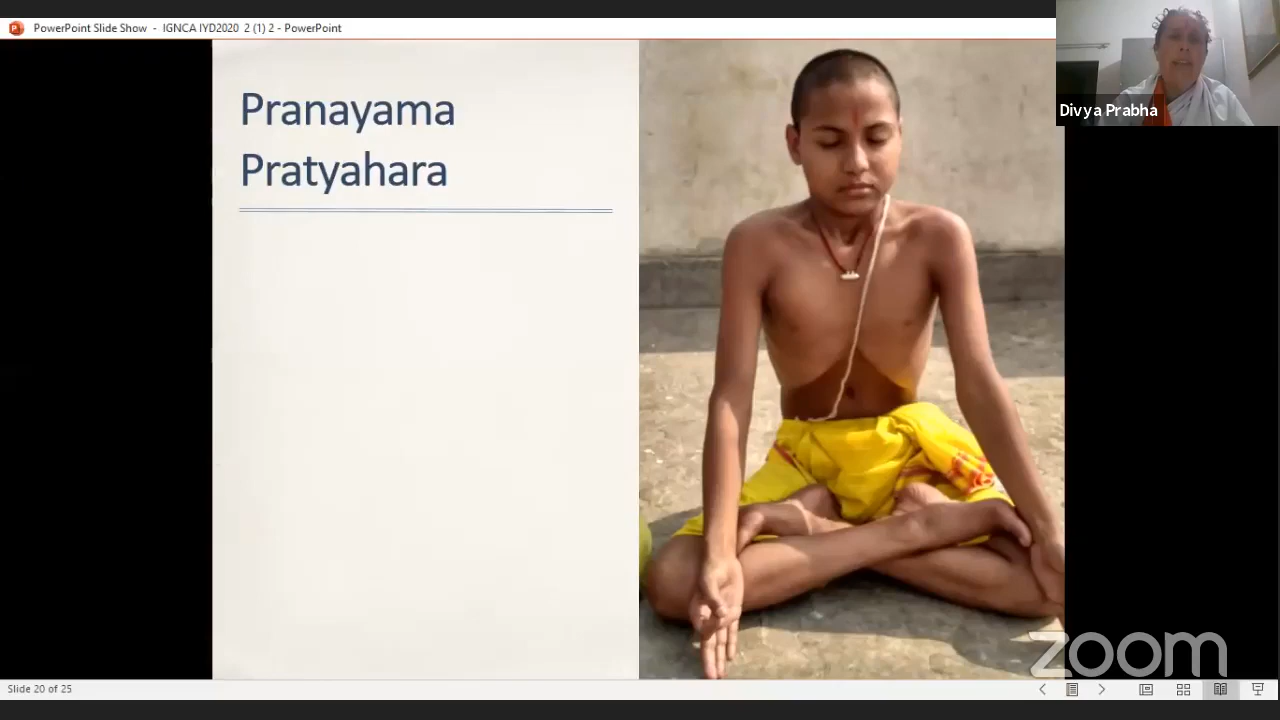 PowerPoint Slide Show - IGNCA IYD2020 2 (1) 2 - PowerPoint
Divya Prabha
Pranayama
Pratyahara
zoom
Slide 20 of 25